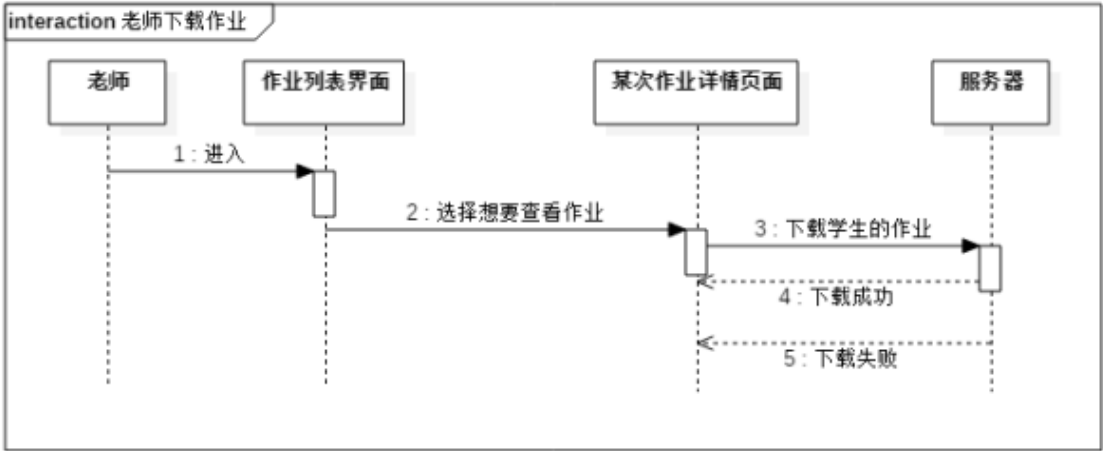 interaction 老师下载作业
老师
作业列表界面
某次作业详情页面
服务器
1 : 进入
2 : 选择想要查看作业
3 : 下载学生的作业
4 : 下载成功
5 : 下载失败